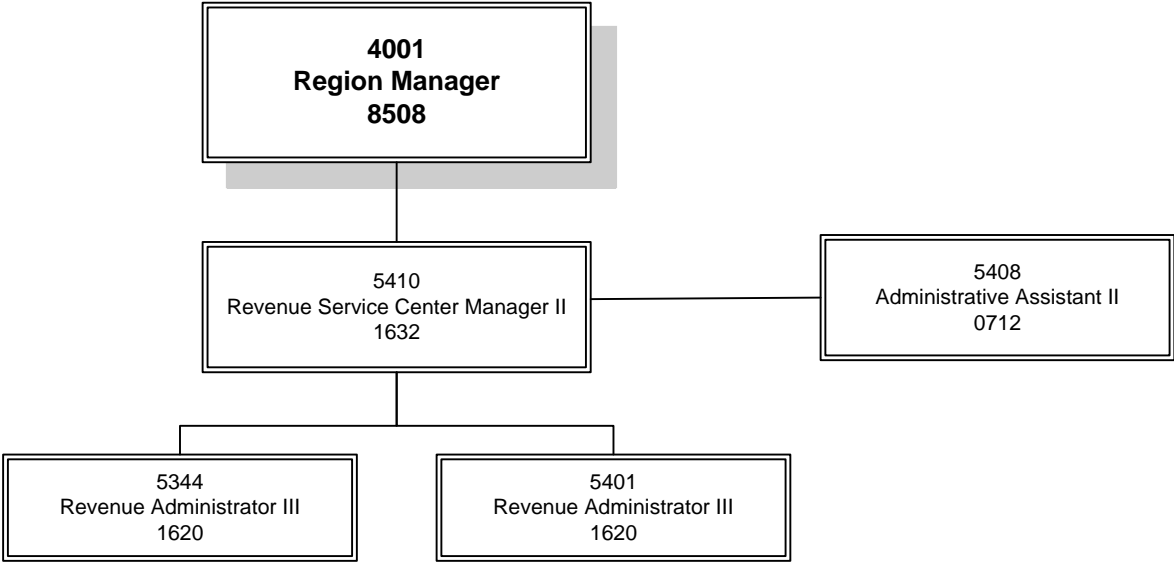 4001
Region Manager
8508
5410
Revenue Service Center Manager II
1632
5408
Administrative Assistant II
0712
5344
Revenue Administrator III
1620
5401
Revenue Administrator III
1620